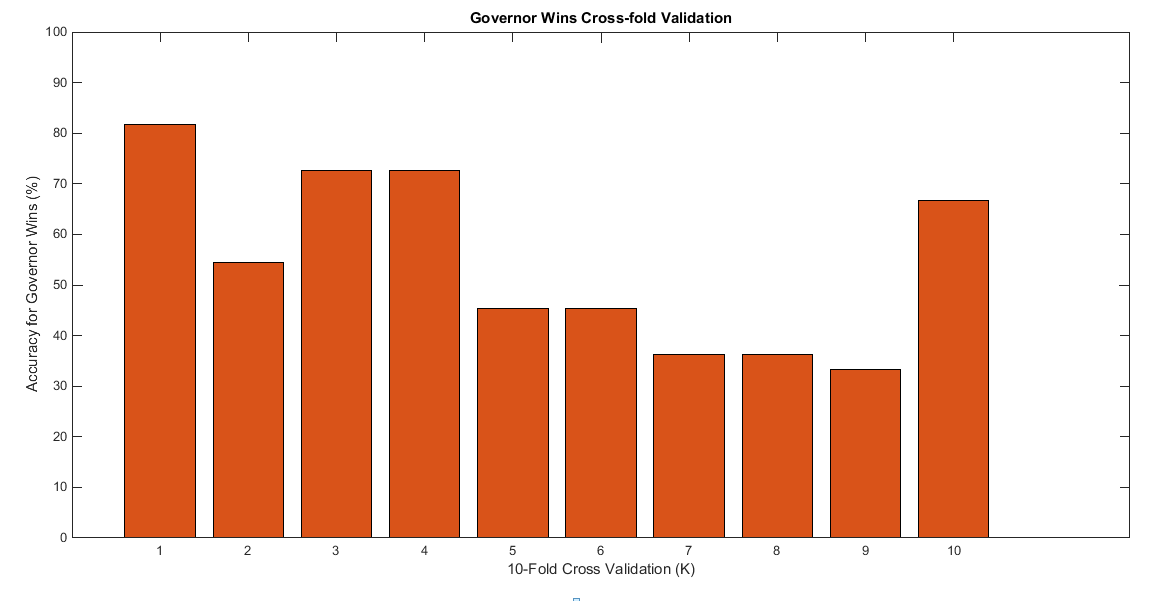 Governor Wins Cross-fold Validation
100
90
80
70
60
50
40
30
20
10
0
Accuracy for Governor Wins (%)
1 2 3 4 5 6 7 8 9 10
10-Fold Cross Validation (K)